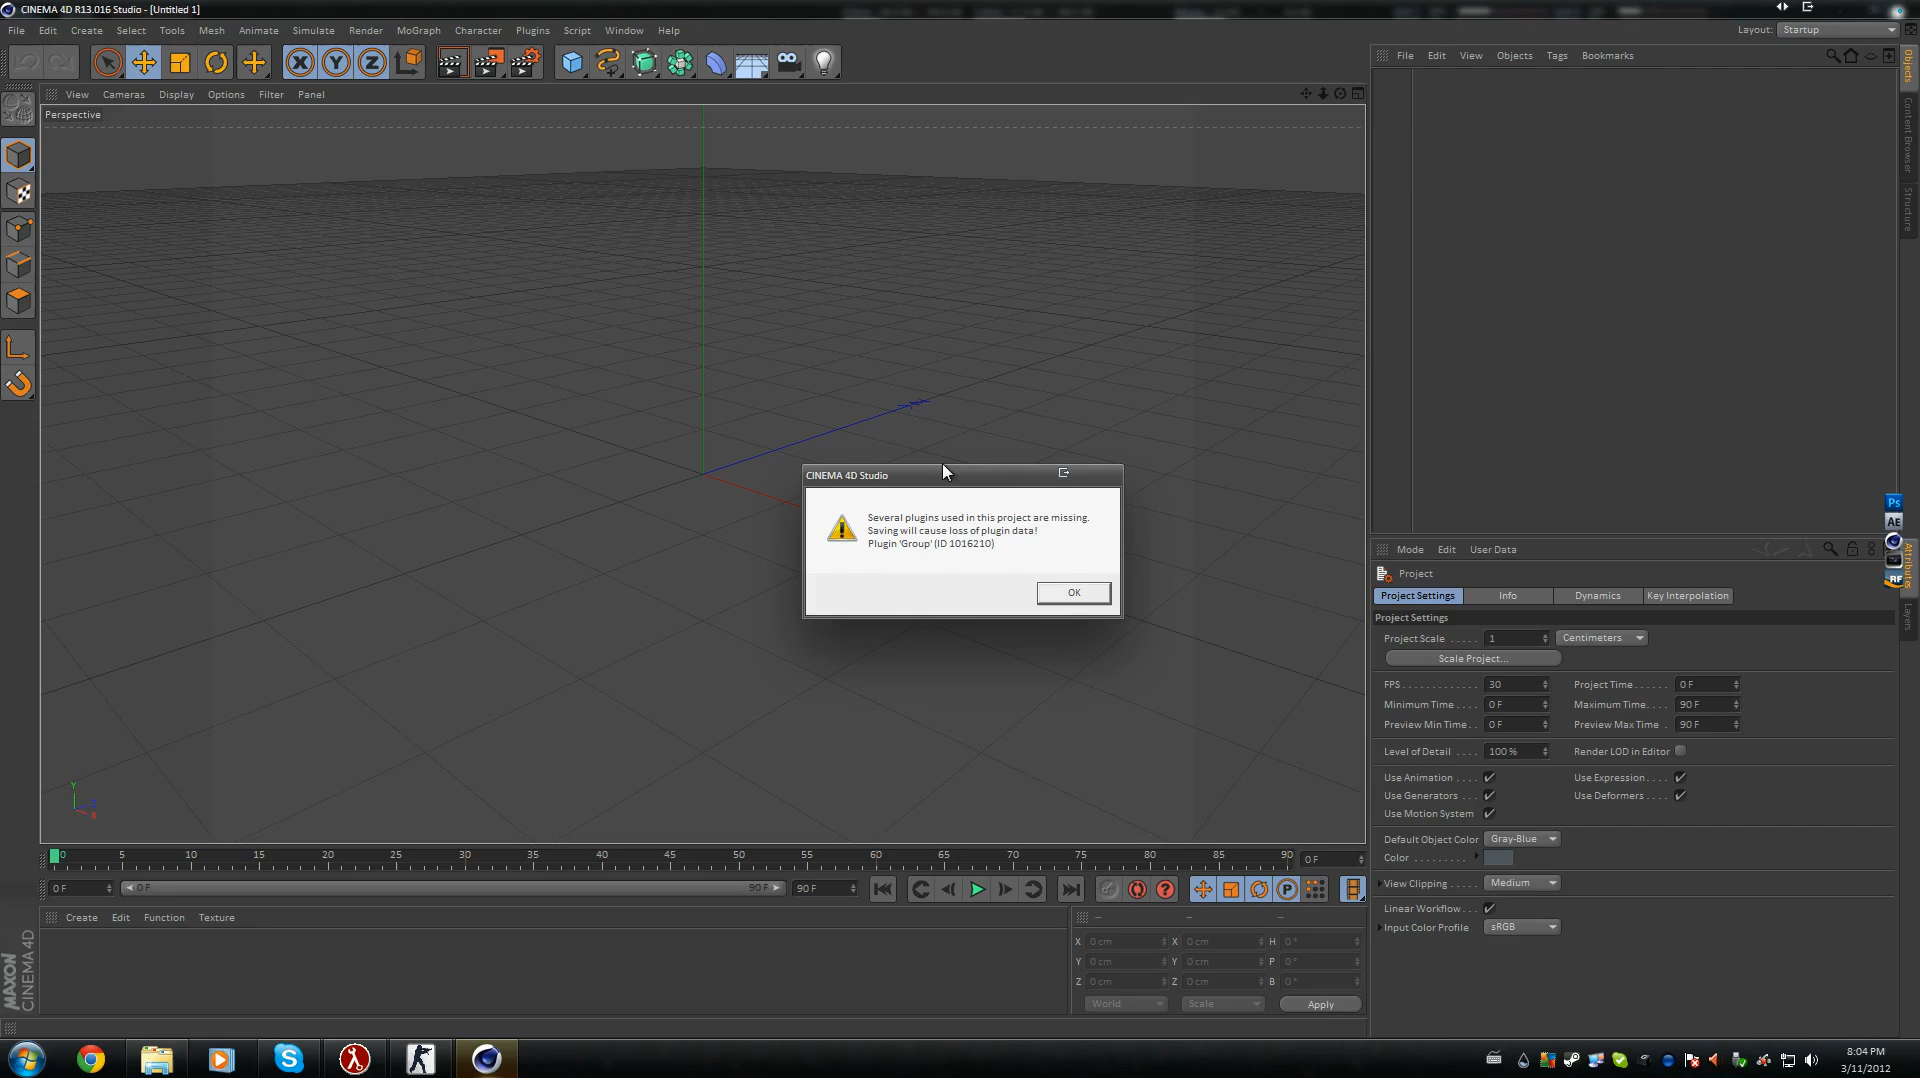 CINEMA 4D R13.016 Studio - [Untitled 1]
File Edit Create Select Tools Mesh Animate Simulate Render MoGraph Character Plugins Script Window Help
Layout: Startup
X Y Z
File Edit View Objects Tags Bookmarks
View Cameras Display Options Filter Panel
Perspective
Objects
Content Browser
Structure
CINEMA 4D Studio
Several plugins used in this project are missing.
Saving will cause loss of plugin data!
Plugin 'Group' (ID 1016210)
OK
Ps
AE
RF
Attributes
Layers
Mode Edit User Data
Project
Project Settings Info Dynamics Key Interpolation
Project Settings
Project Scale ..... 1 Centimeters
Scale Project...
FPS............. 30 Project Time...... 0 F
Minimum Time .... 0 F Maximum Time.... 90 F
Preview Min Time.. 0 F Preview Max Time . 90 F
Level of Detail .... 100 % Render LOD in Editor
Use Animation .... Use Expression....
Use Generators ... Use Deformers....
Use Motion System
Default Object Color Gray-Blue
Color .........
View Clipping ..... Medium
Linear Workflow...
Input Color Profile sRGB
Y
Z
X
0 5 10 15 20 25 30 35 40 45 50 55 60 65 70 75 80 85 90 0 F
0 F 0 F 90 F 90 F
P
Create Edit Function Texture
-- -- --
X 0 cm X 0 cm H 0 °
Y 0 cm Y 0 cm P 0 °
Z 0 cm Z 0 cm B 0 °
World Scale Apply
MAXON
CINEMA 4D
8:04 PM
3/11/2012